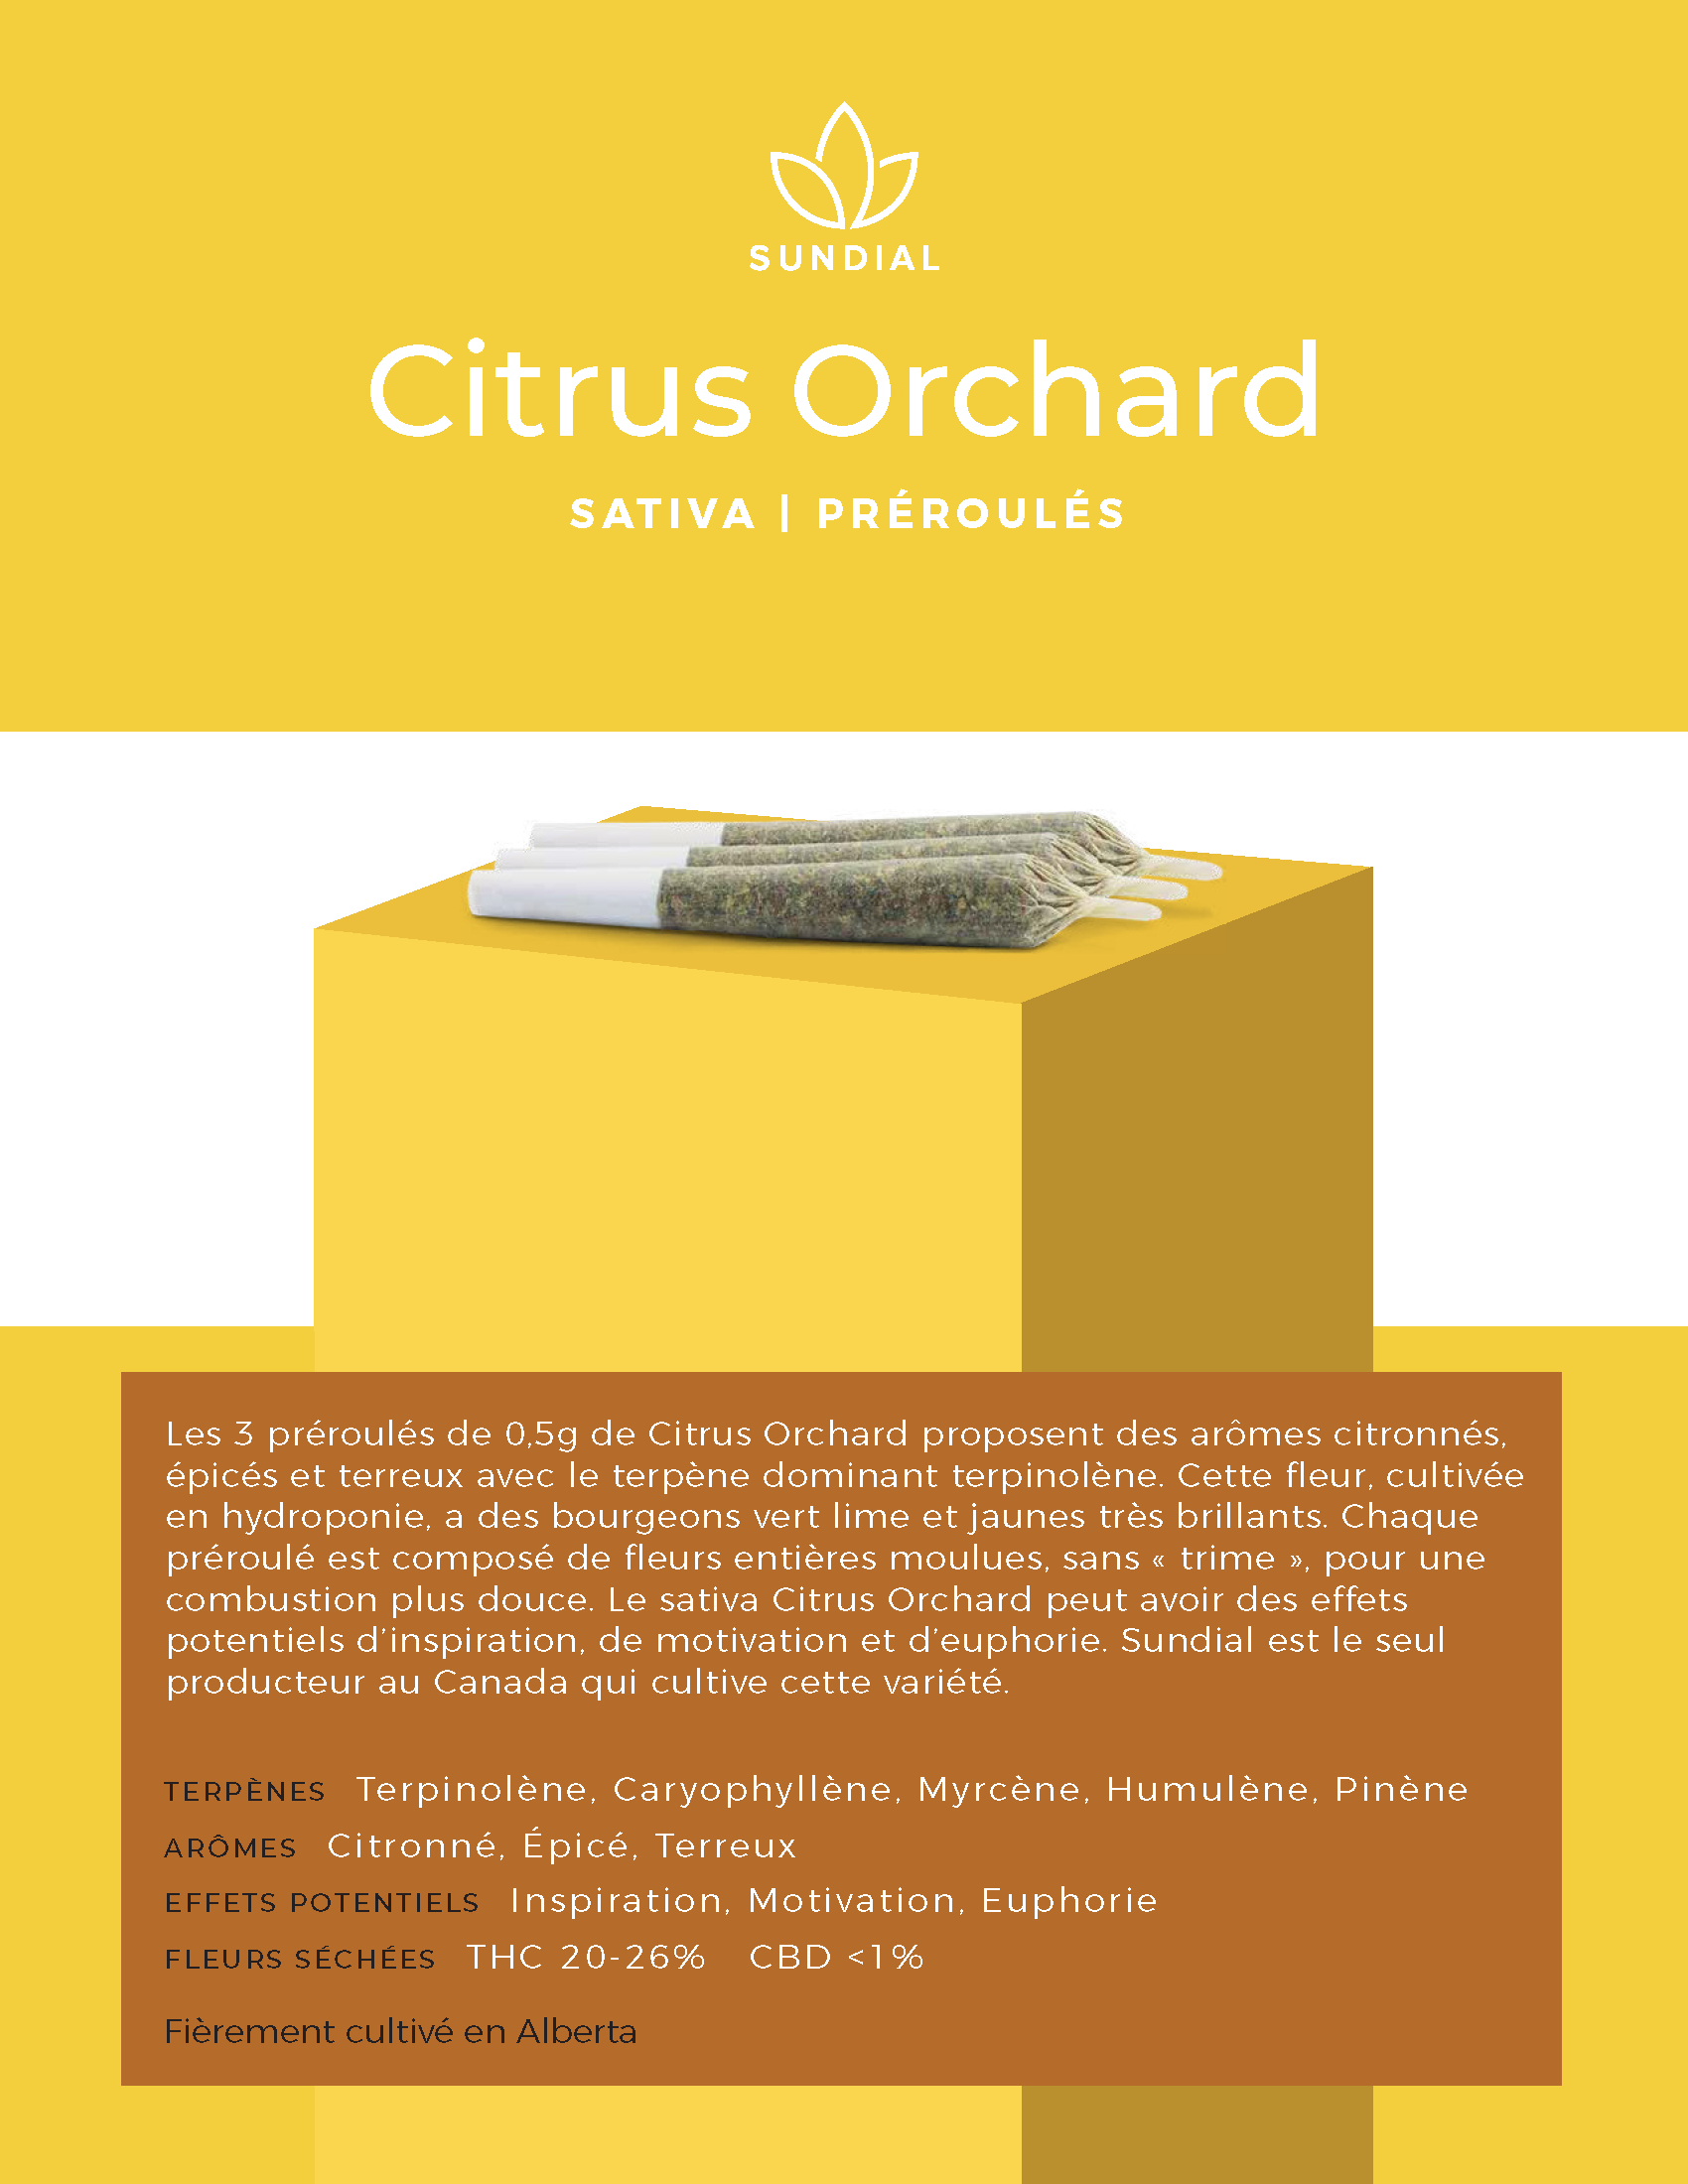 SUNDIAL
Citrus Orchard
SATIVA | PRÉROULÉS
Les 3 préroulés de 0,5g de Citrus Orchard proposent des arômes citronnés,
épicés et terreux avec le terpène dominant terpinolène. Cette fleur, cultivée
en hydroponie, a des bourgeons vert lime et jaunes très brillants. Chaque
préroulé est composé de fleurs entières moulues, sans « trime », pour une
combustion plus douce. Le sativa Citrus Orchard peut avoir des effets
potentiels d’inspiration, de motivation et d’euphorie. Sundial est le seul
producteur au Canada qui cultive cette variété.
TERPÈNES Terpinolène, Caryophyllène, Myrcène, Humulène, Pinène
ARÔMES Citronné, Épicé, Terreux
EFFETS POTENTIELS Inspiration, Motivation, Euphorie
FLEURS SÉCHÉES THC 20-26% CBD <1%
Fièrement cultivé en Alberta